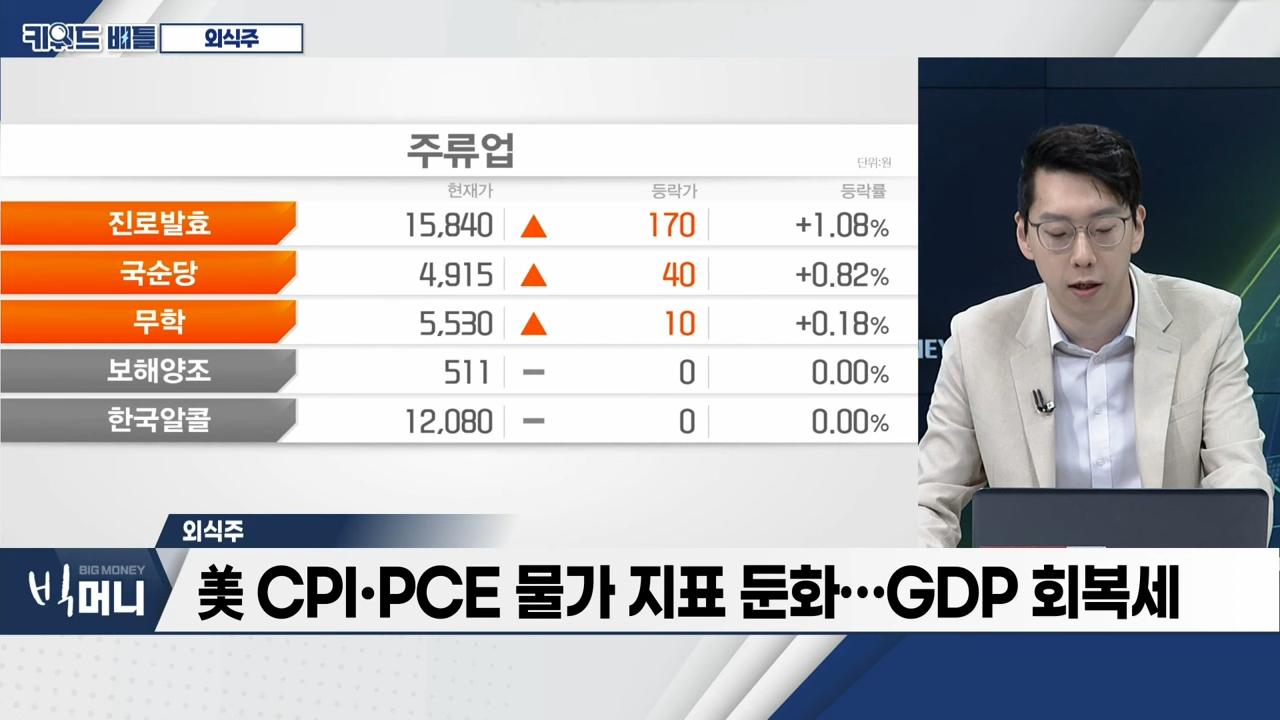 키워드 배틀 외식주
주류업
단위:원
현재가 등락가 등락률
진로발효 15,840 ▲ 170 +1.08%
국순당 4,915 ▲ 40 +0.82%
무학 5,530 ▲ 10 +0.18%
보해양조 511 - 0 0.00%
한국알콜 12,080 - 0 0.00%
NEY
외식주
BIG MONEY
빅머니
美 CPI·PCE 물가 지표 둔화···GDP 회복세